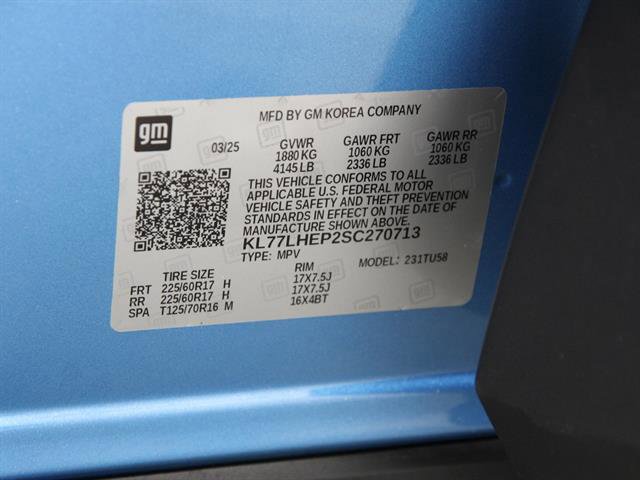 MFD BY GM KOREA COMPANY
gm
03/25 GVWR GAWR FRT GAWR RR
1880 KG 1060 KG 1060 KG
4145 LB 2336 LB 2336 LB
THIS VEHICLE CONFORMS TO ALL
APPLICABLE U.S. FEDERAL MOTOR
VEHICLE SAFETY AND THEFT PREVENTION
STANDARDS IN EFFECT ON THE DATE OF
MANUFACTURE SHOWN ABOVE.
KL77LHEP2SC270713
TYPE: MPV MODEL: 231TU58
TIRE SIZE RIM
FRT 225/60R17 H 17X7.5J
RR 225/60R17 H 17X7.5J
SPA T125/70R16 M 16X4BT